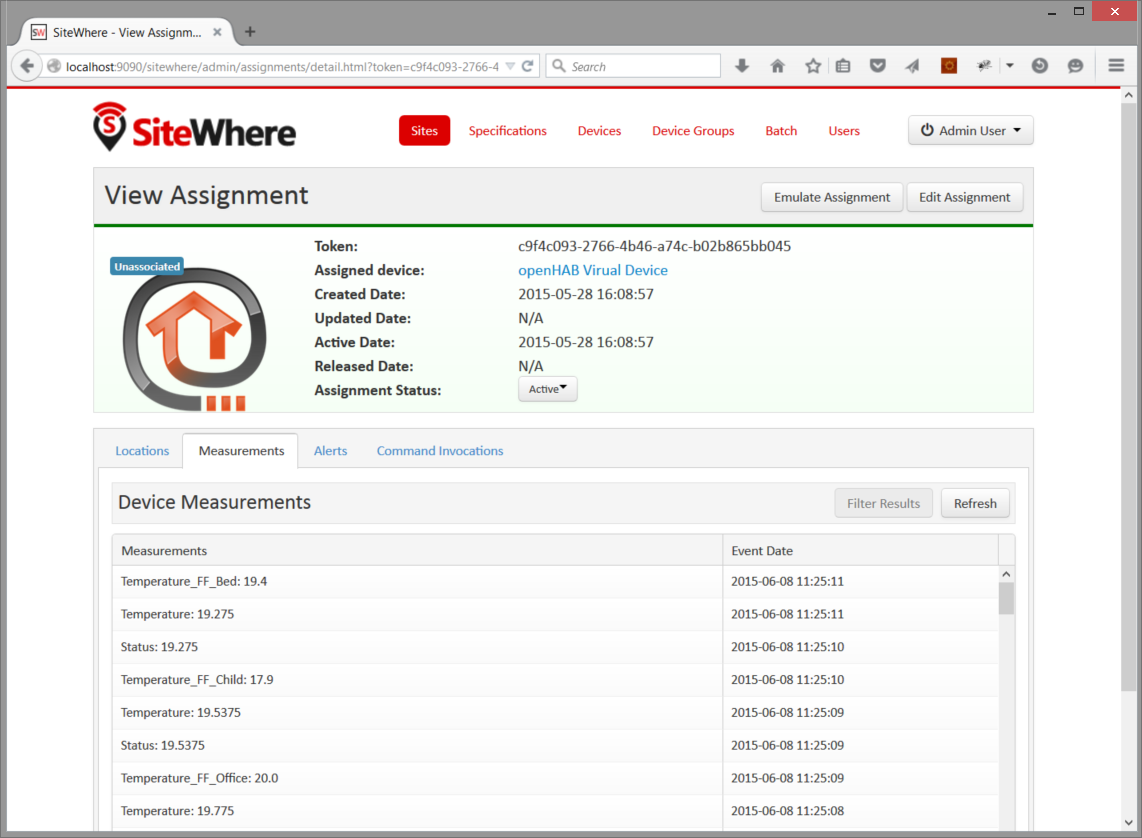 SW SiteWhere - View Assignm...
localhost:9090/sitewhere/admin/assignments/detail.html?token=c9f4c093-2766-4 Search
S SiteWhere Sites Specifications Devices Device Groups Batch Users Admin User
View Assignment Emulate Assignment Edit Assignment
Unassociated
Token: c9f4c093-2766-4b46-a74c-b02b865bb045
Assigned device: openHAB Virual Device
Created Date: 2015-05-28 16:08:57
Updated Date: N/A
Active Date: 2015-05-28 16:08:57
Released Date: N/A
Assignment Status: Active
Locations Measurements Alerts Command Invocations
Device Measurements Filter Results Refresh
Measurements Event Date
Temperature_FF_Bed: 19.4 2015-06-08 11:25:11
Temperature: 19.275 2015-06-08 11:25:11
Status: 19.275 2015-06-08 11:25:10
Temperature_FF_Child: 17.9 2015-06-08 11:25:10
Temperature: 19.5375 2015-06-08 11:25:09
Status: 19.5375 2015-06-08 11:25:09
Temperature_FF_Office: 20.0 2015-06-08 11:25:09
Temperature: 19.775 2015-06-08 11:25:08